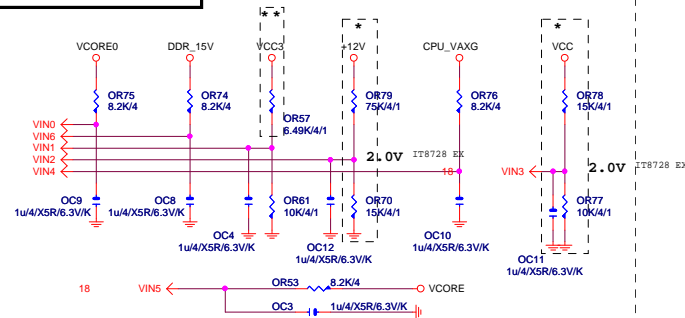 * *
*
*
VCORE0
DDR_15V
VCC3
+12V
CPU_VAXG
VCC
OR75
8.2K/4
OR74
8.2K/4
OR57
6.49K/4/1
OR79
75K/4/1
OR76
8.2K/4
OR78
15K/4/1
VIN0
VIN6
VIN1
VIN2
VIN4
2.0V
IT8728 EX
18
VIN3
2.0V
IT8728 EX
OC9
1u/4/X5R/6.3V/K
OC8
1u/4/X5R/6.3V/K
OC4
1u/4/X5R/6.3V/K
OR61
10K/4/1
OC12
1u/4/X5R/6.3V/K
OR70
15K/4/1
OC10
1u/4/X5R/6.3V/K
OR77
10K/4/1
OC11
1u/4/X5R/6.3V/K
18
VIN5
OR53
8.2K/4
VCORE
OC3
1u/4/X5R/6.3V/K